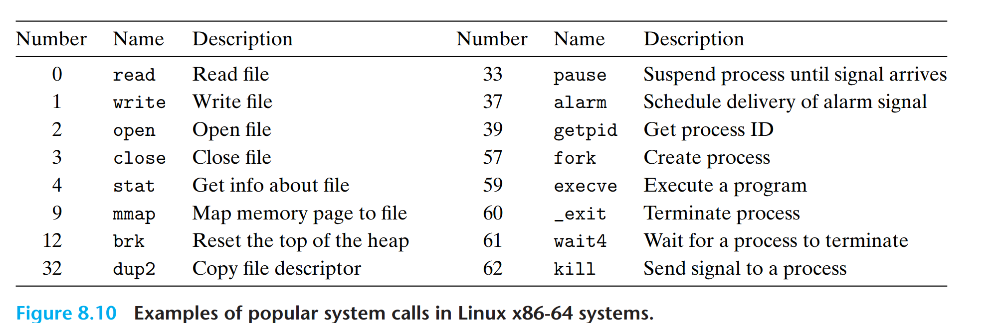 Number Name Description Number Name Description
0 read Read file 33 pause Suspend process until signal arrives
1 write Write file 37 alarm Schedule delivery of alarm signal
2 open Open file 39 getpid Get process ID
3 close Close file 57 fork Create process
4 stat Get info about file 59 execve Execute a program
9 mmap Map memory page to file 60 _exit Terminate process
12 brk Reset the top of the heap 61 wait4 Wait for a process to terminate
32 dup2 Copy file descriptor 62 kill Send signal to a process
Figure 8.10 Examples of popular system calls in Linux x86-64 systems.